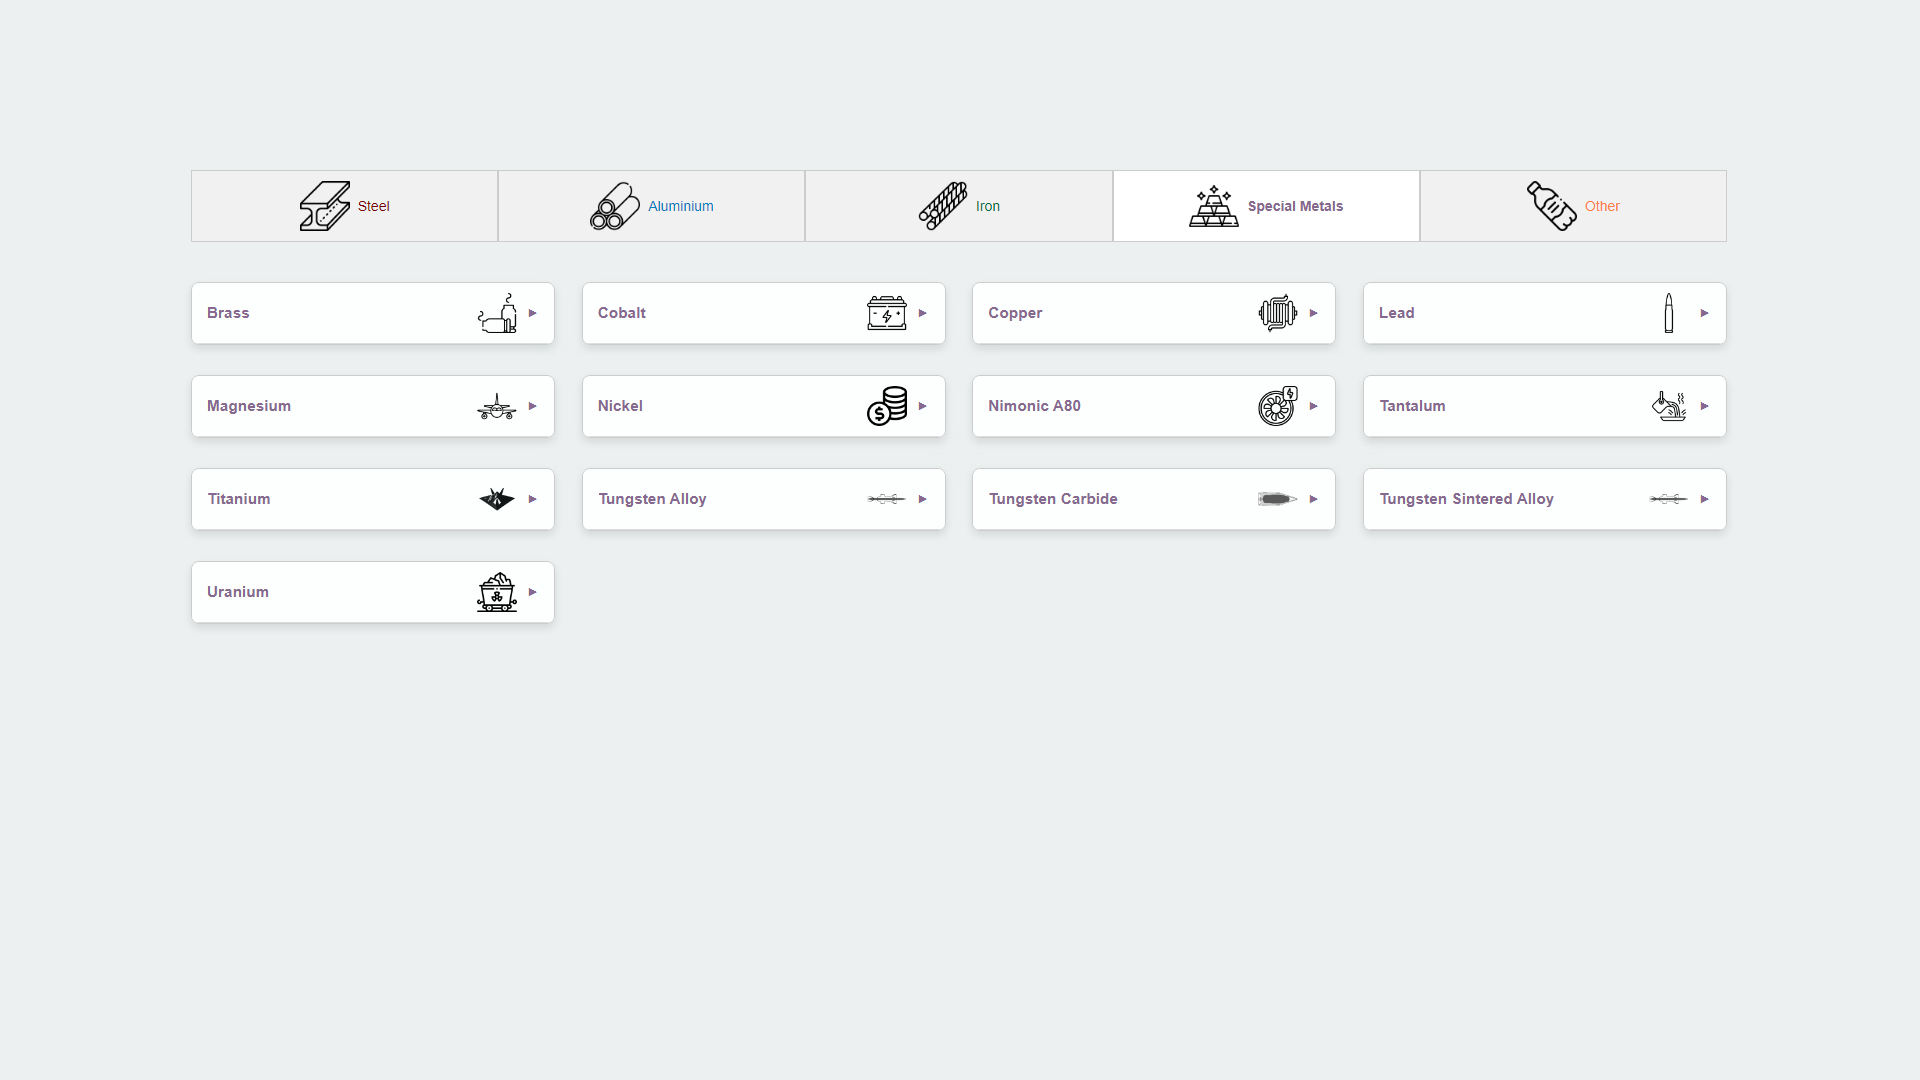 Steel
Aluminium
Iron
Special Metals
Other
Brass
Cobalt
Copper
Lead
Magnesium
Nickel
Nimonic A80
Tantalum
Titanium
Tungsten Alloy
Tungsten Carbide
Tungsten Sintered Alloy
Uranium